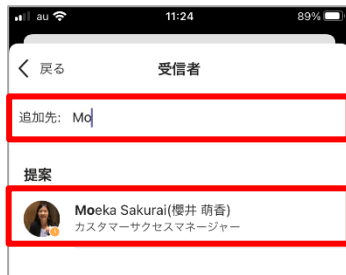 au 11:24 89%
戻る 受信者
追加先: Mo
提案
Moeka Sakurai(櫻井 萌香)
カスタマーサクセスマネージャー